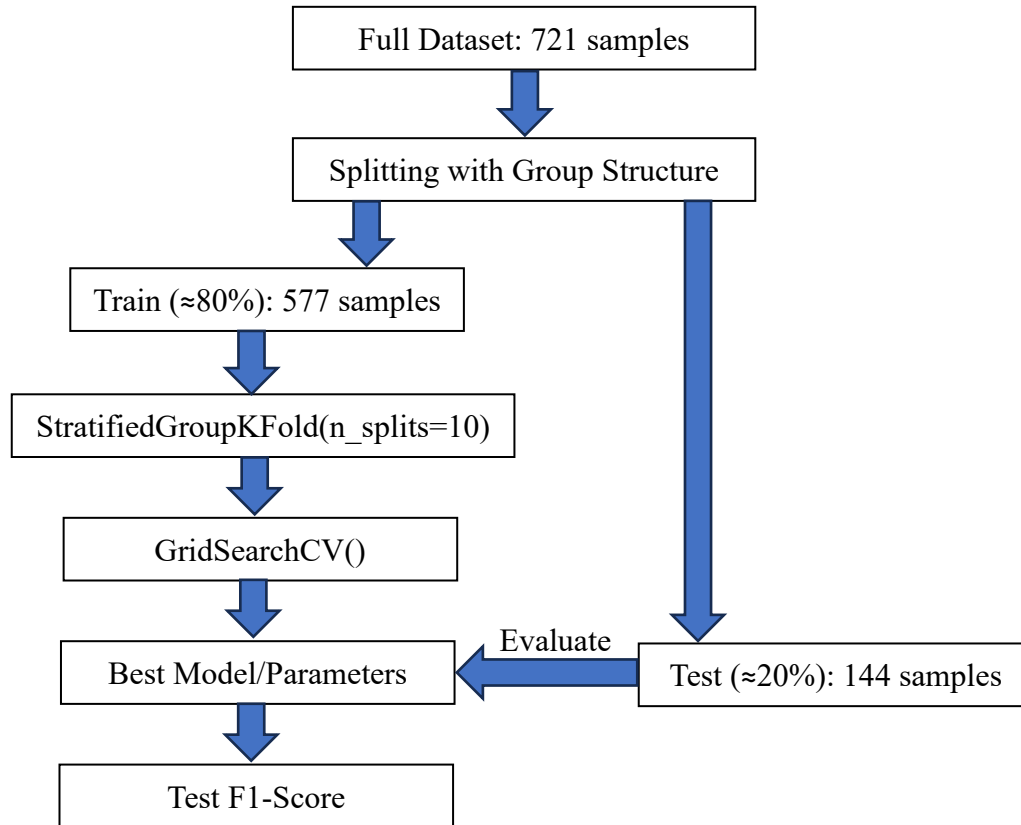 Full Dataset: 721 samples
Splitting with Group Structure
Train (≈80%): 577 samples
StratifiedGroupKFold(n_splits=10)
GridSearchCV()
Best Model/Parameters
Evaluate
Test (≈20%): 144 samples
Test F1-Score